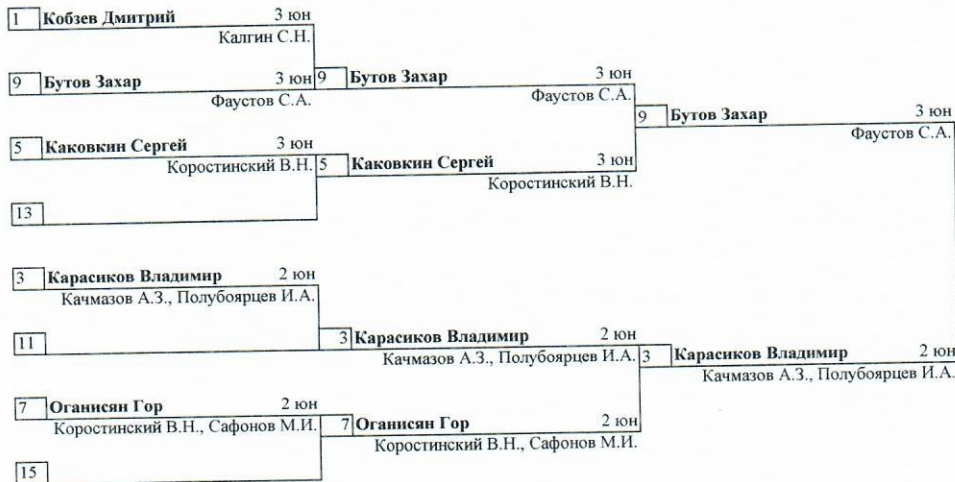 1 Кобзев Дмитрий 3 юн
Калгин С.Н.
9 Бутов Захар 3 юн
Фаустов С.А.
9 Бутов Захар 3 юн
Фаустов С.А.
9 Бутов Захар 3 юн
Фаустов С.А.
5 Каковкин Сергей 3 юн
Коростинский В.Н.
5 Каковкин Сергей 3 юн
Коростинский В.Н.
13
3 Карасиков Владимир 2 юн
Качмазов А.З., Полубоярцев И.А.
11
3 Карасиков Владимир 2 юн
Качмазов А.З., Полубоярцев И.А.
3 Карасиков Владимир 2 юн
Качмазов А.З., Полубоярцев И.А.
7 Оганисян Гор 2 юн
Коростинский В.Н., Сафонов М.И.
7 Оганисян Гор 2 юн
Коростинский В.Н., Сафонов М.И.
15